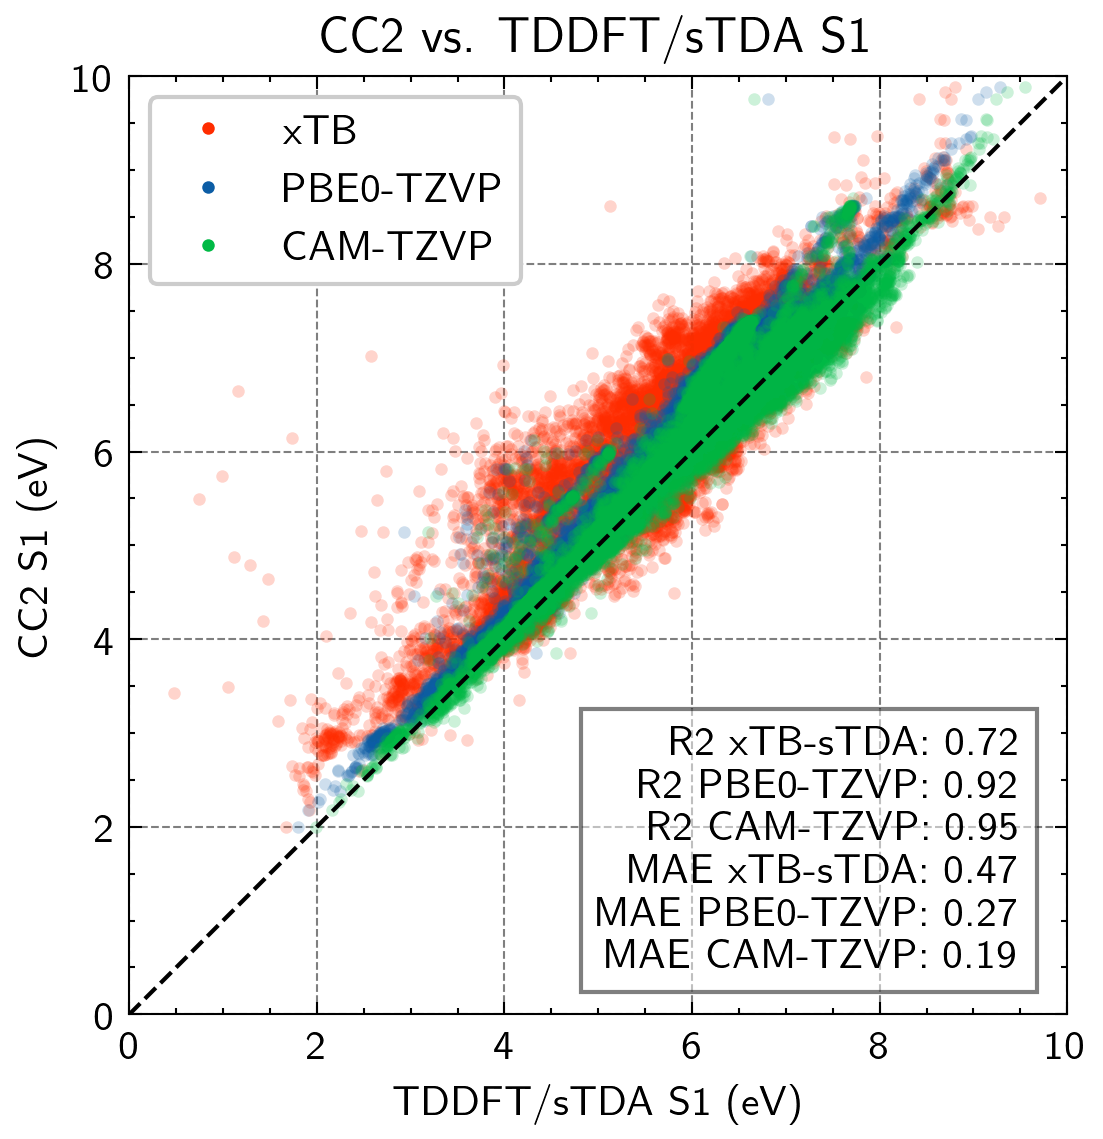 CC2 vs. TDDFT/sTDA S1
xTB
PBE0-TZVP
CAM-TZVP
10
8
6
4
2
0
CC2 S1 (eV)
R2 xTB-sTDA: 0.72
R2 PBE0-TZVP: 0.92
R2 CAM-TZVP: 0.95
MAE xTB-sTDA: 0.47
MAE PBE0-TZVP: 0.27
MAE CAM-TZVP: 0.19
0 2 4 6 8 10
TDDFT/sTDA S1 (eV)